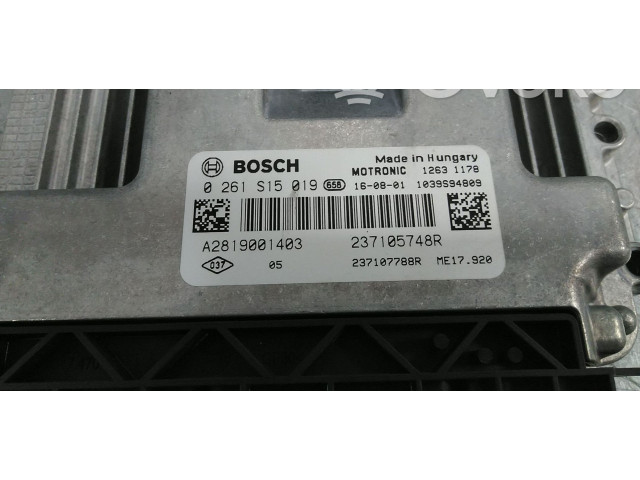 BOSCH Made in Hungary
MOTRONIC 1263 1178
0 261 S15 019 658 16-08-01 1039S94809
A2819001403 237105748R
037 05 237107788R ME17.920